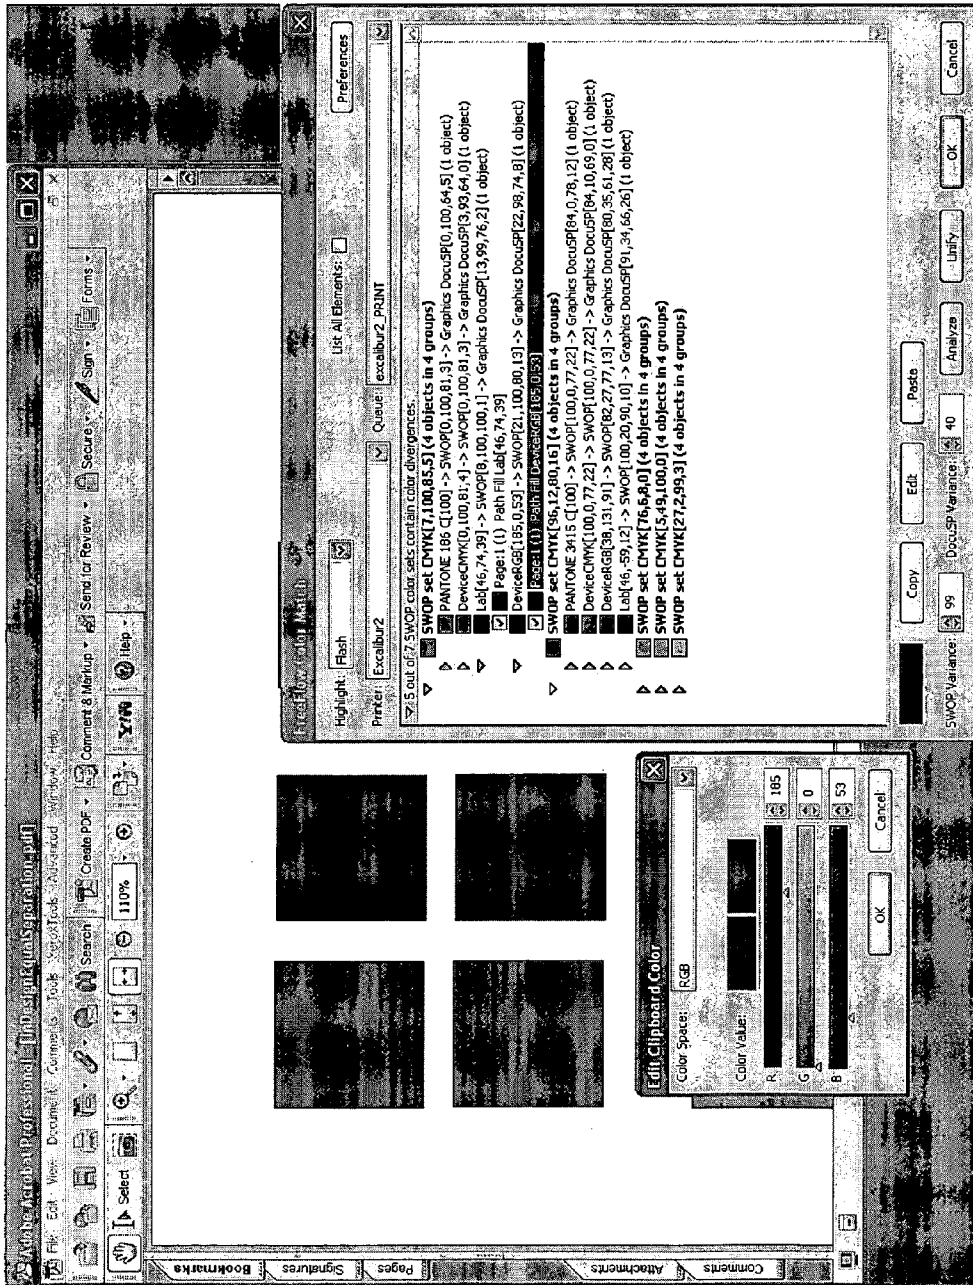 Adobe Acrobat Professional - [InDesignEqualSeparation.pdf]
File Edit View Document Comments Tools XeroxTools Advanced Window Help
Create PDF Comment & Markup Send for Review Secure Sign Forms
Search
Select 110% Y!N Help
Bookmarks
Signatures
Pages
Attachments
Comments
FreeFlow Color Match
Highlight: Flash List All Elements: Preferences
Printer: Excalibur2 Queue: excalibur2_PRINT
5 out of 7 SWOP color sets contain color divergences.
SWOP set CMYK[7,100,85,5] (4 objects in 4 groups)
PANTONE 186 C[100] -> SWOP[0,100,81,3] -> Graphics DocuSP[0,100,64,5] (1 object)
DeviceCMYK[0,100,81,4] -> SWOP[0,100,81,3] -> Graphics DocuSP[3,93,64,0] (1 object)
Lab[46,74,39] -> SWOP[8,100,100,1] -> Graphics DocuSP[13,99,76,2] (1 object)
Page:1 (1) Path Fill Lab[46,74,39]
DeviceRGB[185,0,53] -> SWOP[21,100,80,13] -> Graphics DocuSP[22,98,74,8] (1 object)
Page:1 (1) Path Fill DeviceRGB[185,0,53]
SWOP set CMYK[96,12,80,16] (4 objects in 4 groups)
PANTONE 3415 C[100] -> SWOP[100,0,77,22] -> Graphics DocuSP[84,0,78,12] (1 object)
DeviceCMYK[100,0,77,22] -> SWOP[100,0,77,22] -> Graphics DocuSP[84,10,69,0] (1 object)
DeviceRGB[38,131,91] -> SWOP[82,27,77,13] -> Graphics DocuSP[80,35,61,28] (1 object)
Lab[46,-59,12] -> SWOP[100,20,90,10] -> Graphics DocuSP[91,34,66,26] (1 object)
SWOP set CMYK[76,6,8,0] (4 objects in 4 groups)
SWOP set CMYK[5,49,100,0] (4 objects in 4 groups)
SWOP set CMYK[27,2,99,3] (4 objects in 4 groups)
Copy Edit Paste
SWOP Variance: 99 DocuSP Variance: 40 Analyze Unify OK Cancel
Edit Clipboard Color
Color Space: RGB
Color Value:
R 185
G 0
B 53
OK Cancel